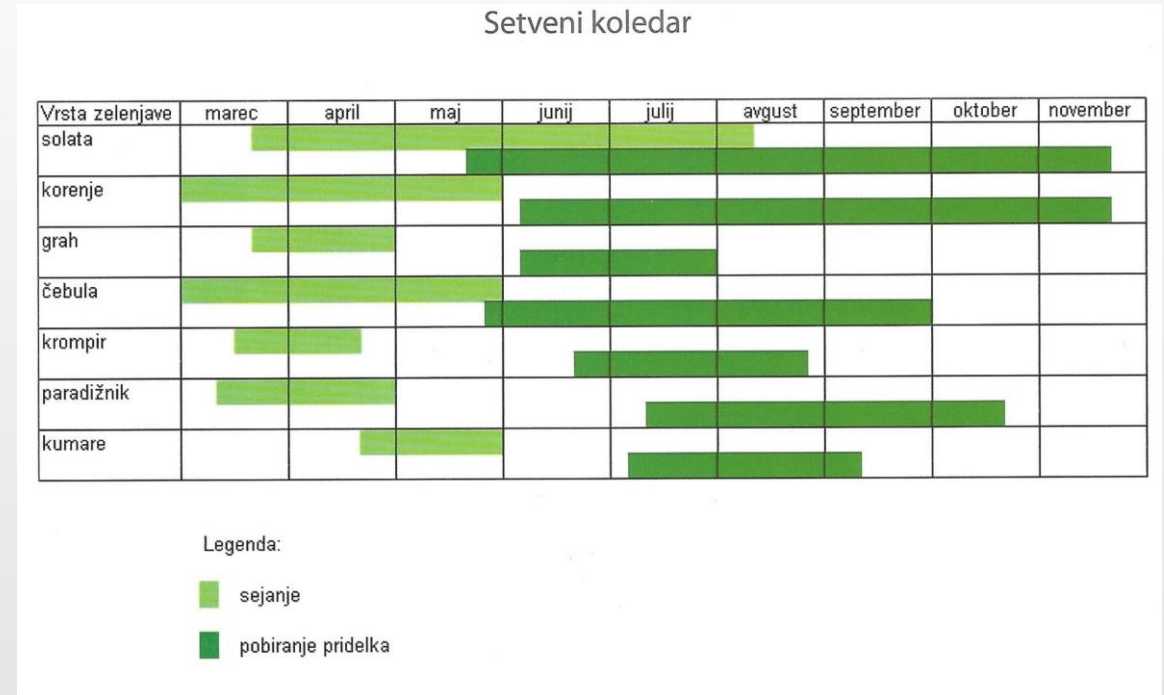 Setveni koledar
Vrsta zelenjave marec april maj junij julij avgust september oktober november
solata
korenje
grah
čebula
krompir
paradižnik
kumare
Legenda:
sejanje
pobiranje pridelka